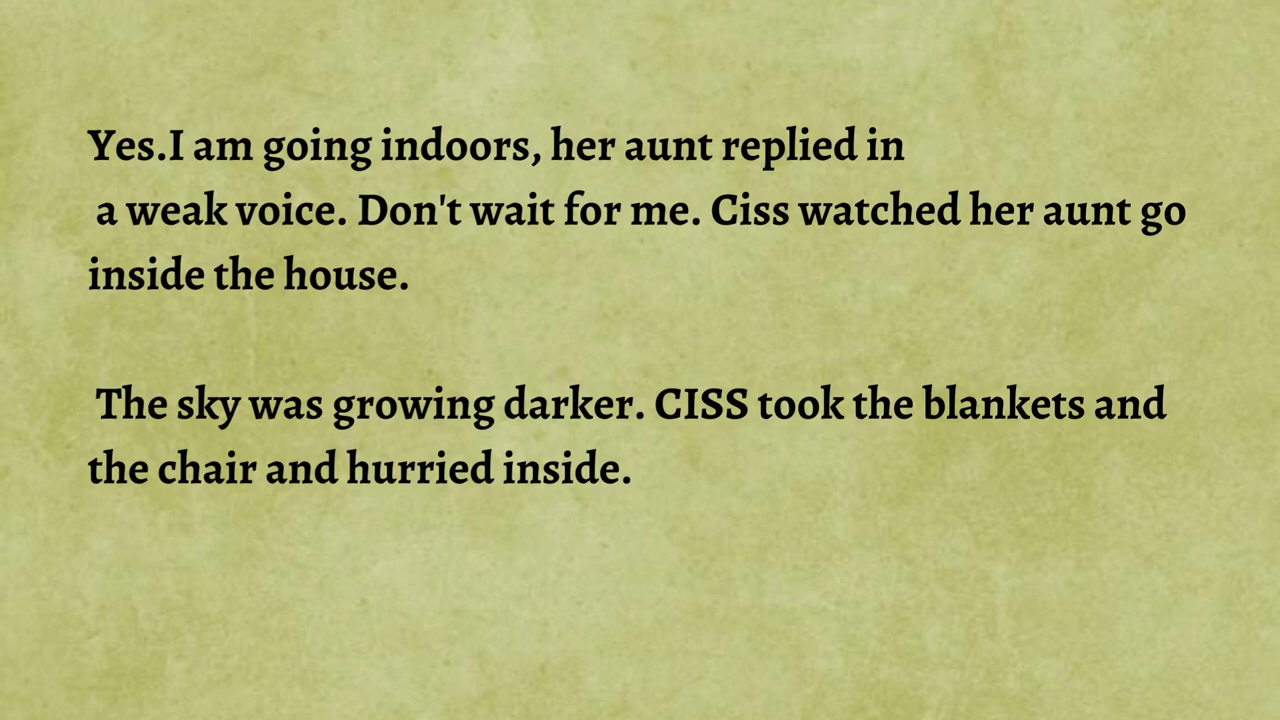 Yes.I am going indoors, her aunt replied in
a weak voice. Don't wait for me. Ciss watched her aunt go
inside the house.
The sky was growing darker. CISS took the blankets and
the chair and hurried inside.